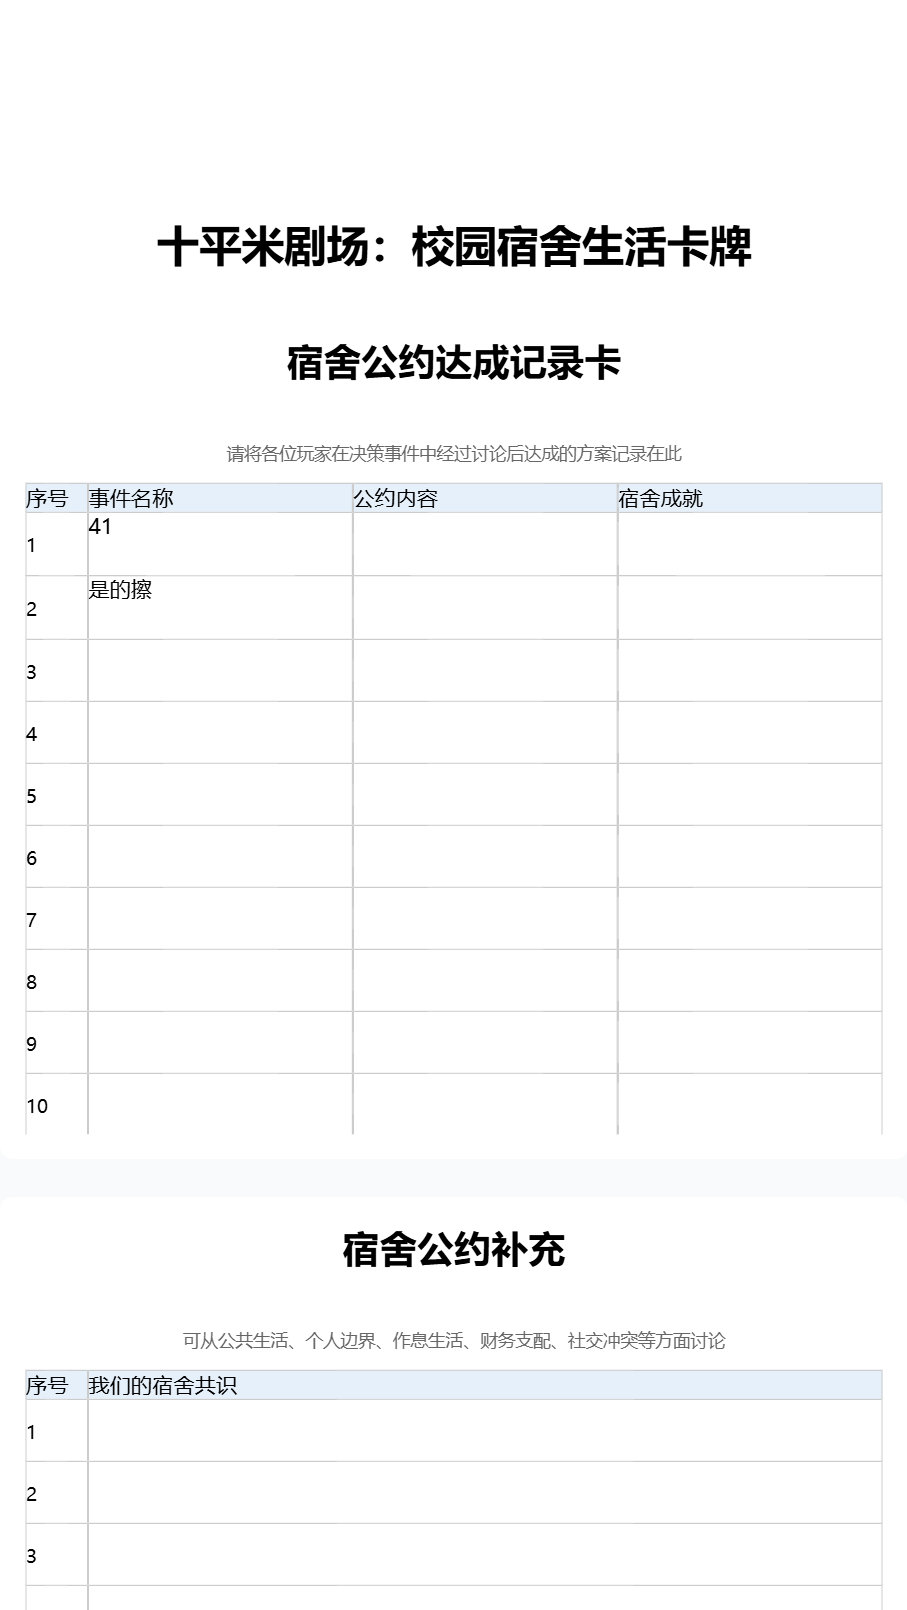 十平米剧场：校园宿舍生活卡牌
宿舍公约达成记录卡
请将各位玩家在决策事件中经过讨论后达成的方案记录在此
序号 事件名称 公约内容 宿舍成就
1 41
2 是的擦
3
4
5
6
7
8
9
10
宿舍公约补充
可从公共生活、个人边界、作息生活、财务支配、社交冲突等方面讨论
序号 我们的宿舍共识
1
2
3